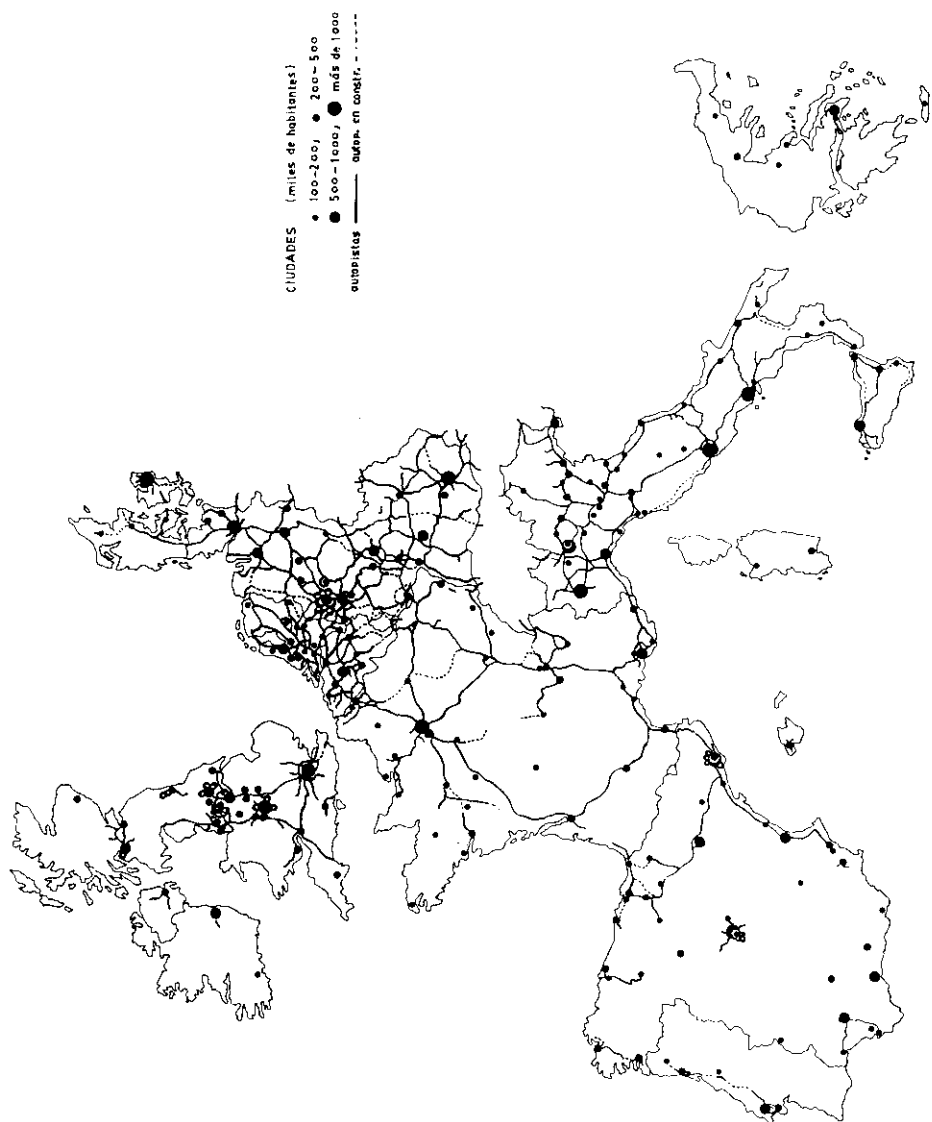 CIUDADES (miles de habitantes)
• 100-200; • 200-500
● 500-1000; ● más de 1000
autopistas ——— autop. en constr. -----